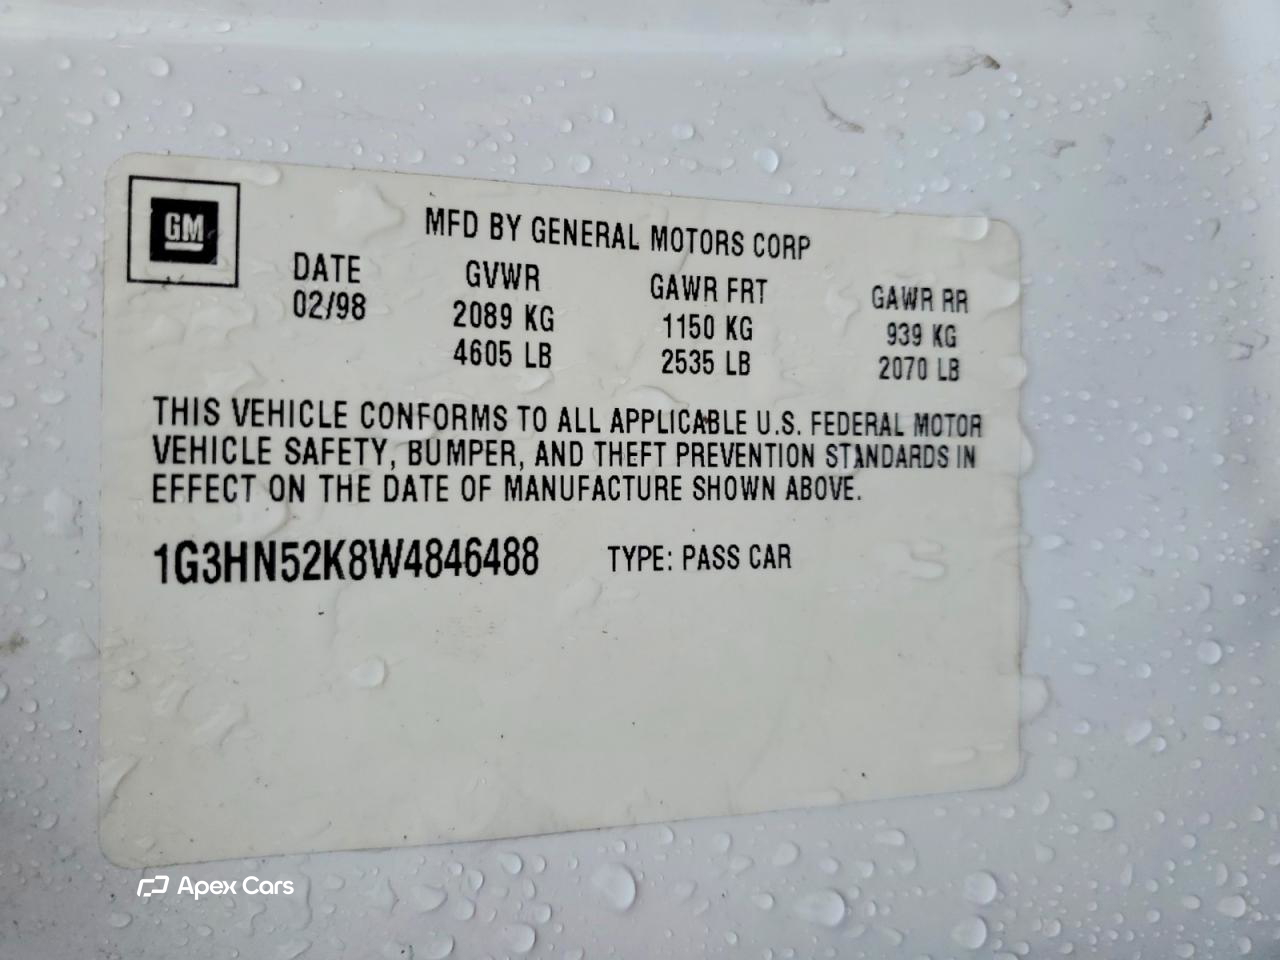 GM
MFD BY GENERAL MOTORS CORP
DATE GVWR GAWR FRT GAWR RR
02/98 2089 KG 1150 KG 939 KG
4605 LB 2535 LB 2070 LB
THIS VEHICLE CONFORMS TO ALL APPLICABLE U.S. FEDERAL MOTOR
VEHICLE SAFETY, BUMPER, AND THEFT PREVENTION STANDARDS IN
EFFECT ON THE DATE OF MANUFACTURE SHOWN ABOVE.
1G3HN52K8W4846488 TYPE: PASS CAR
Apex Cars